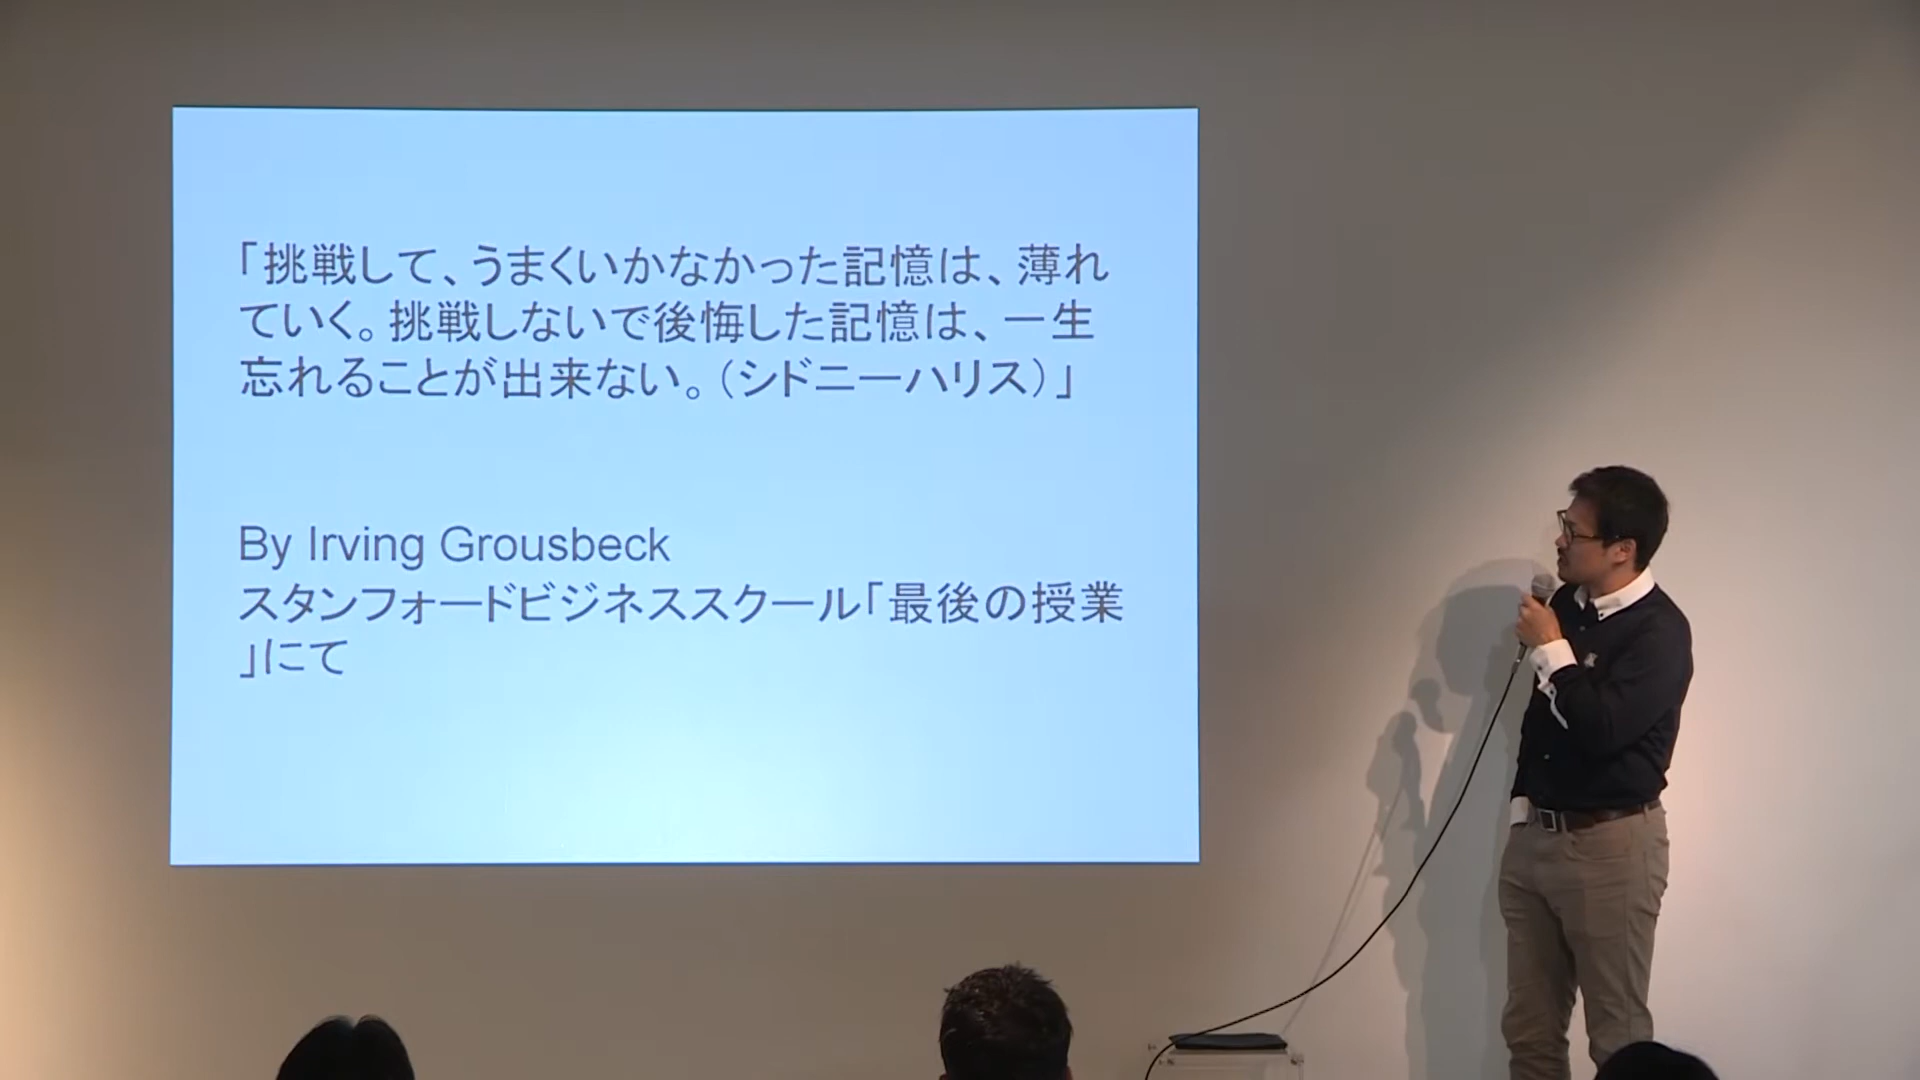 「挑戦して、うまくいかなかった記憶は、薄れ
ていく。挑戦しないで後悔した記憶は、一生
忘れることが出来ない。（シドニーハリス）」
By Irving Grousbeck
スタンフォードビジネススクール「最後の授業
」にて